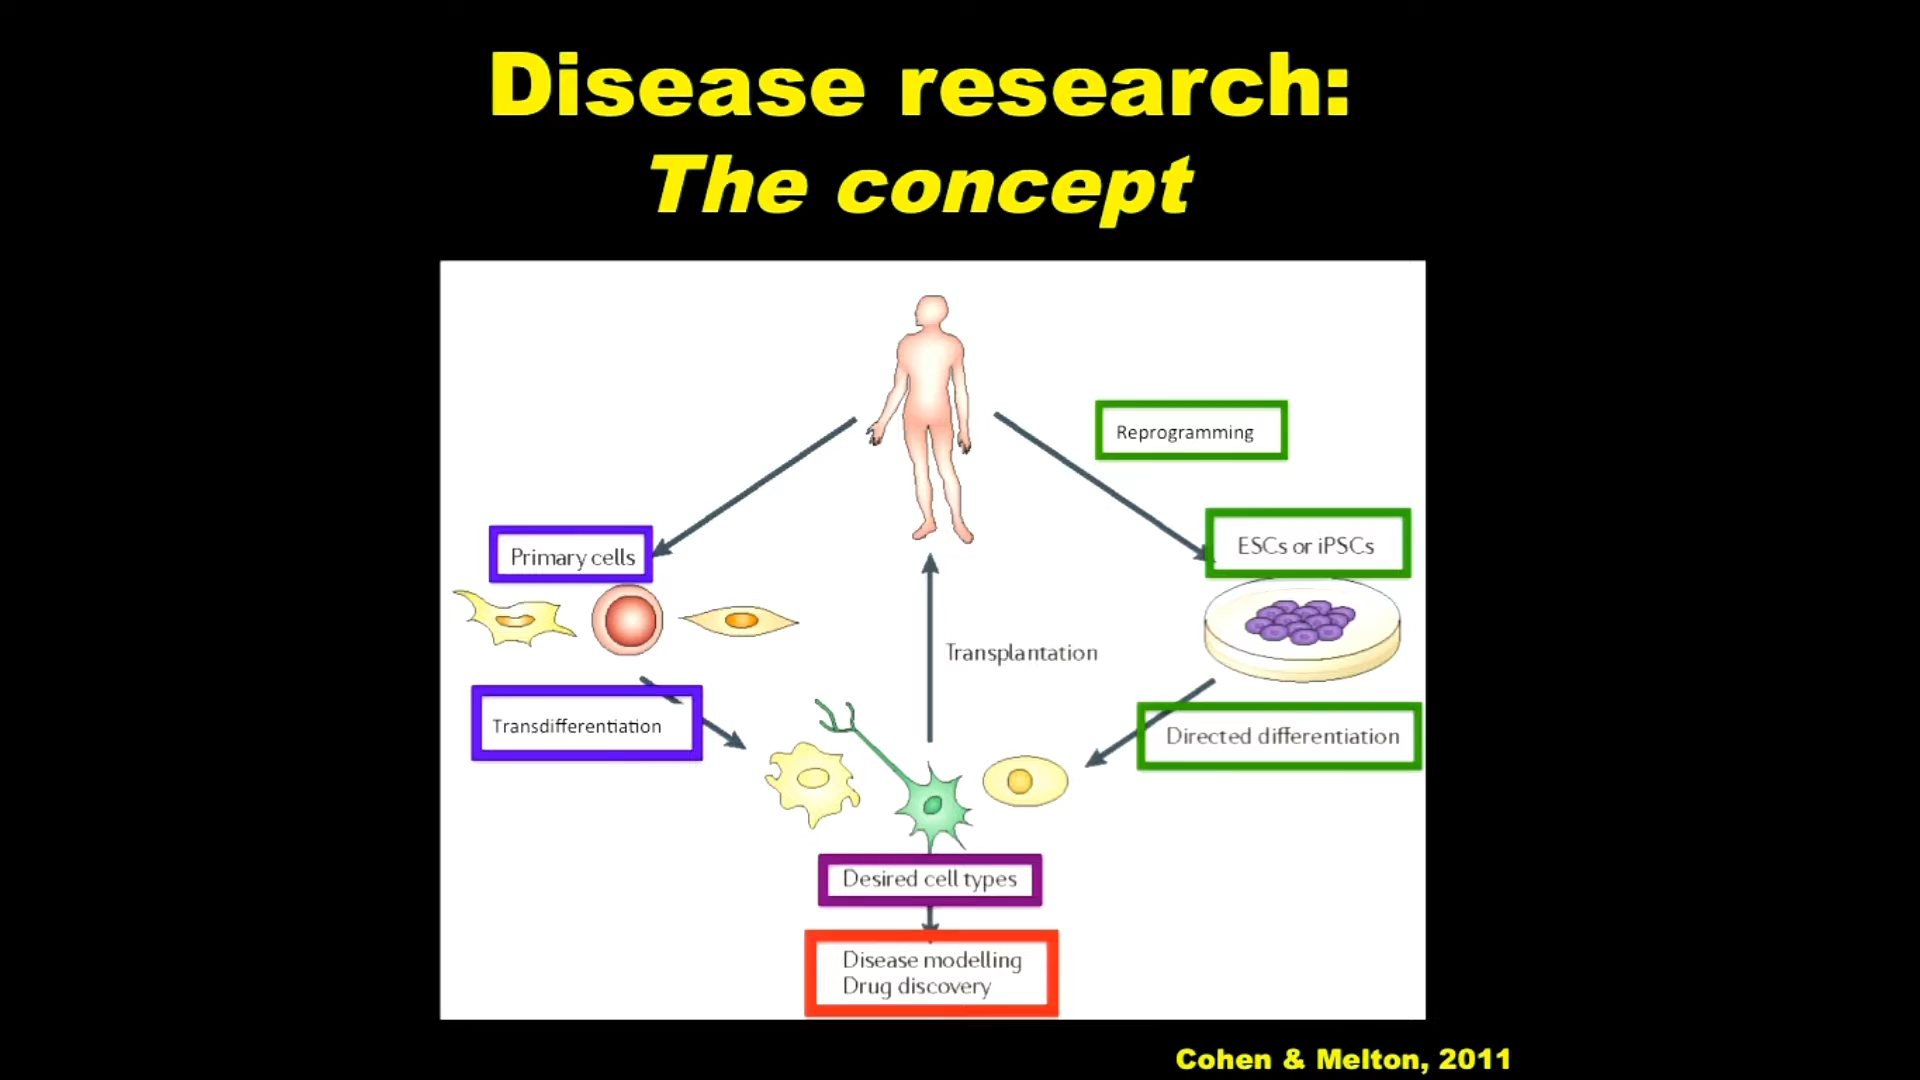 Disease research:
The concept
Reprogramming
Primary cells
ESCs or iPSCs
Transplantation
Transdifferentiation
Directed differentiation
Desired cell types
Disease modelling
Drug discovery
Cohen & Melton, 2011